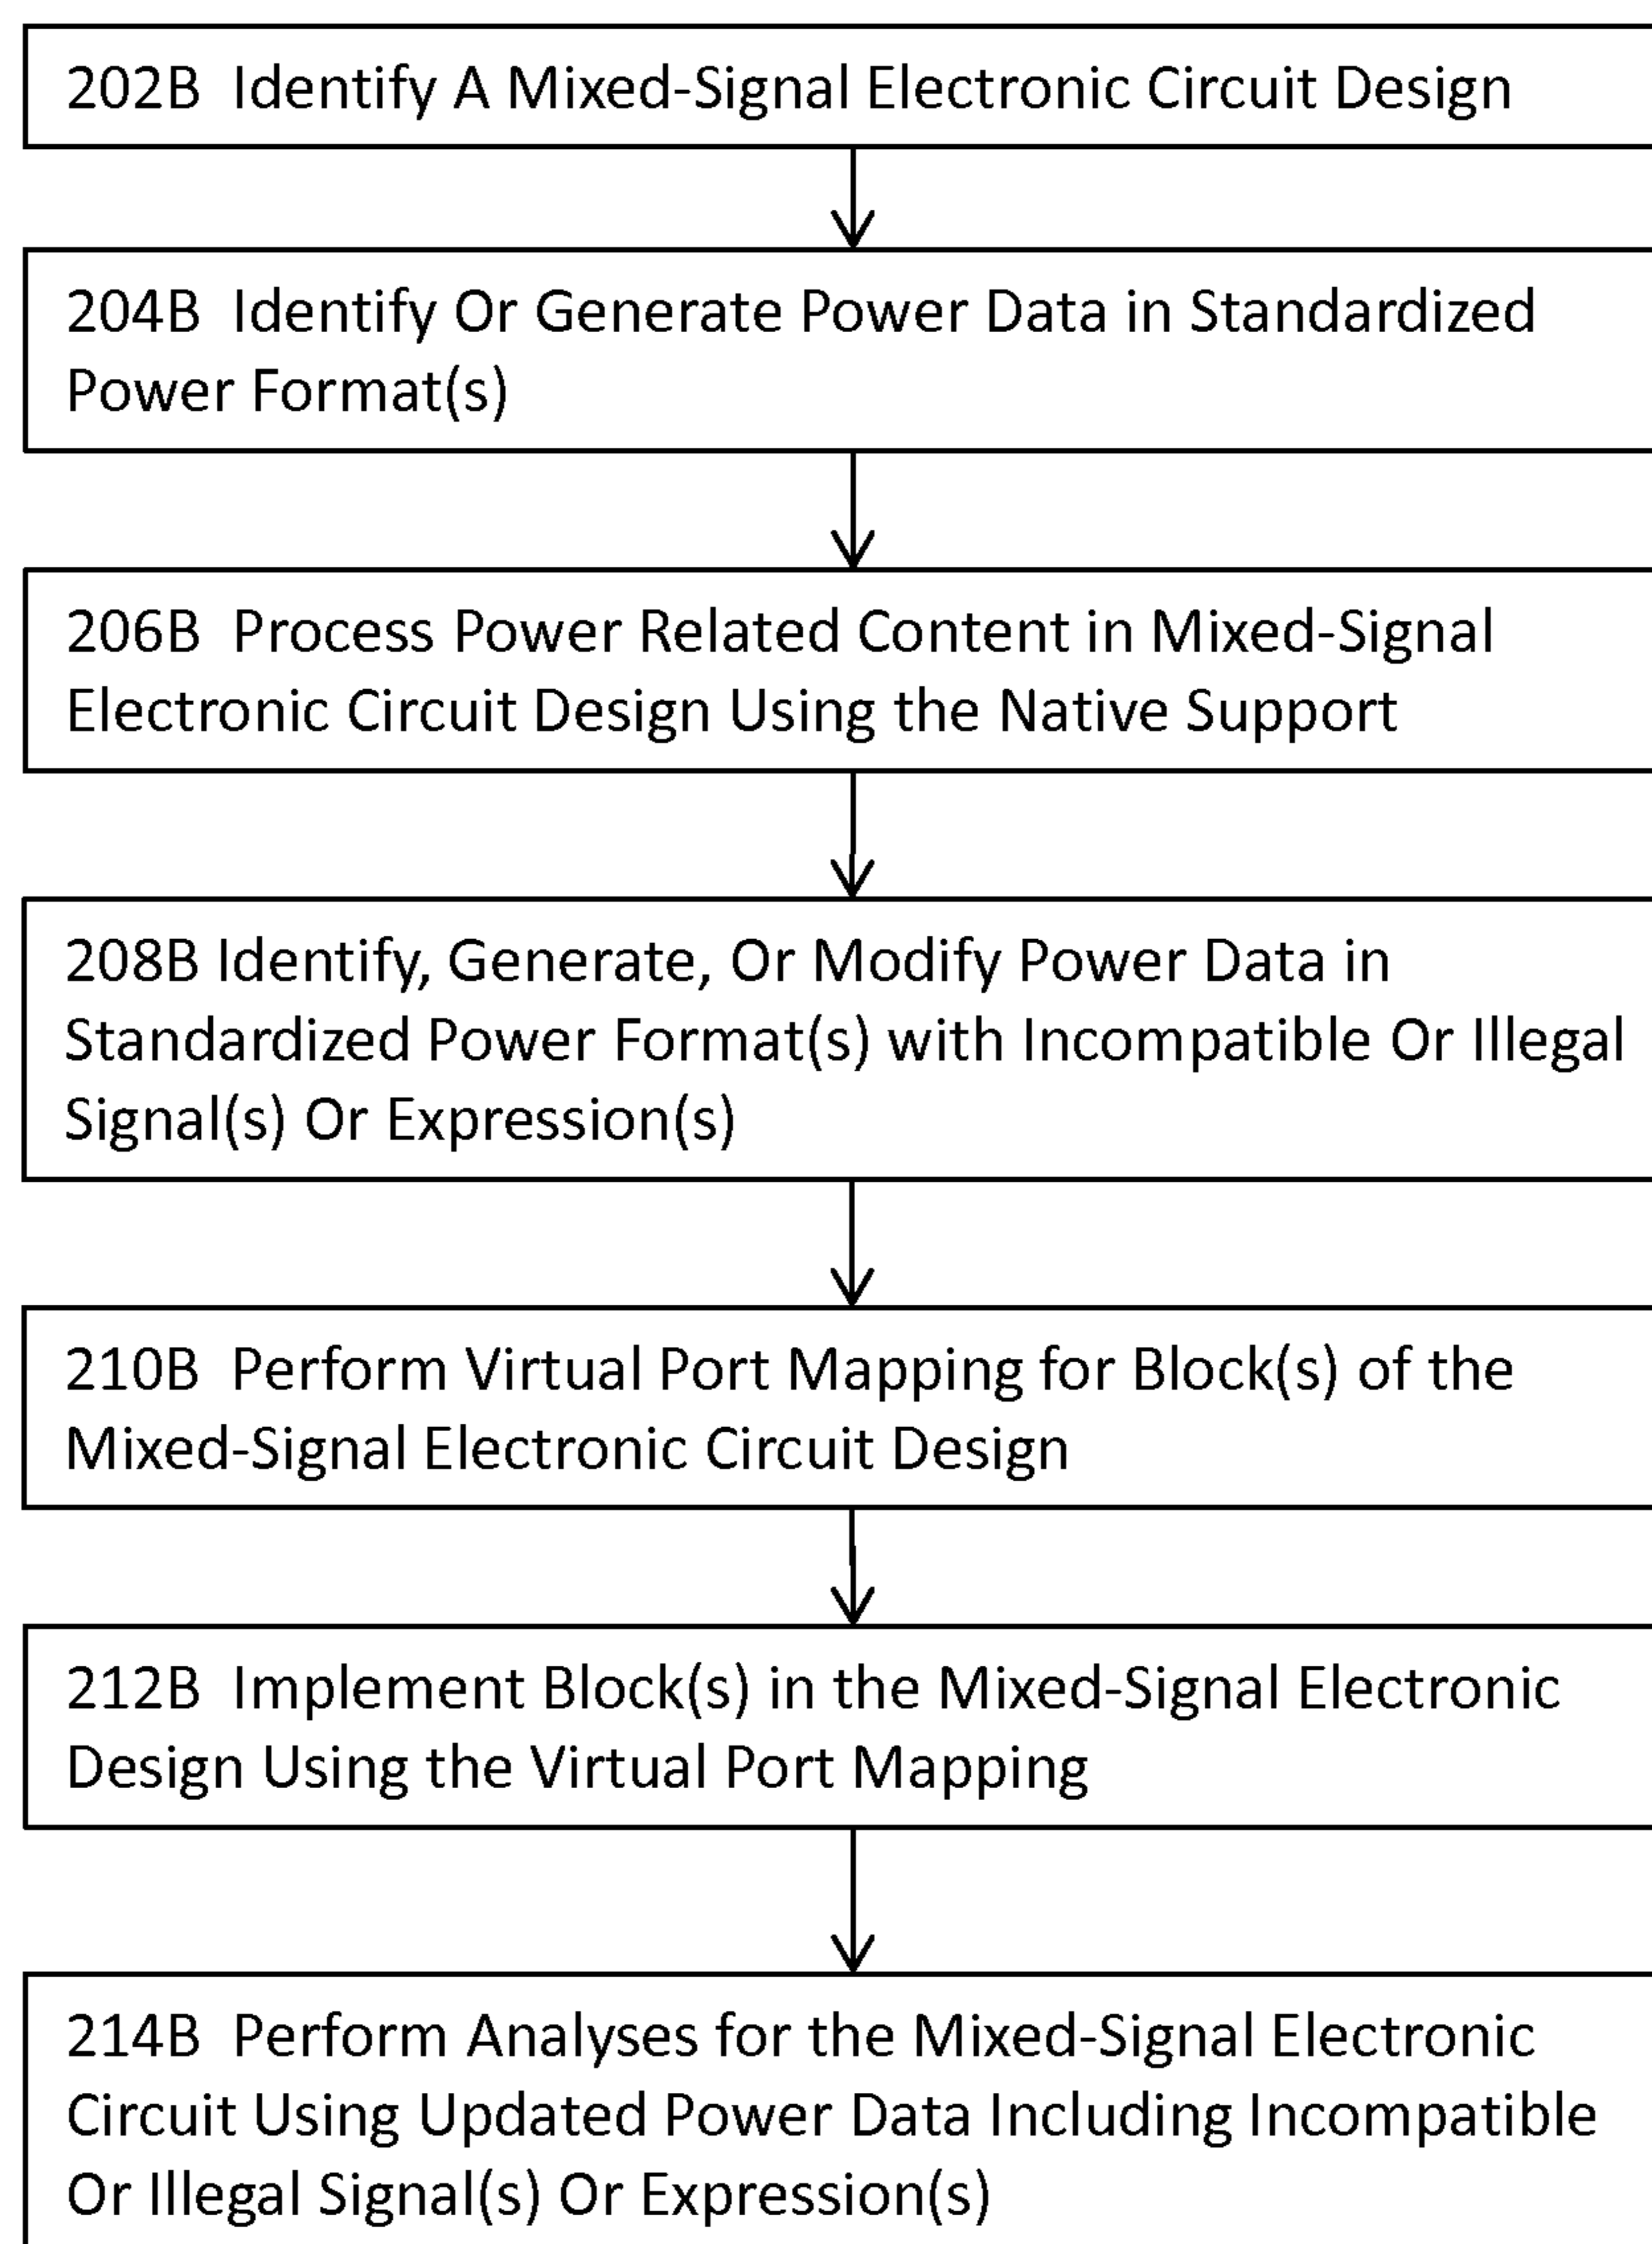 202B Identify A Mixed-Signal Electronic Circuit Design
204B Identify Or Generate Power Data in Standardized
Power Format(s)
206B Process Power Related Content in Mixed-Signal
Electronic Circuit Design Using the Native Support
208B Identify, Generate, Or Modify Power Data in
Standardized Power Format(s) with Incompatible Or Illegal
Signal(s) Or Expression(s)
210B Perform Virtual Port Mapping for Block(s) of the
Mixed-Signal Electronic Circuit Design
212B Implement Block(s) in the Mixed-Signal Electronic
Design Using the Virtual Port Mapping
214B Perform Analyses for the Mixed-Signal Electronic
Circuit Using Updated Power Data Including Incompatible
Or Illegal Signal(s) Or Expression(s)